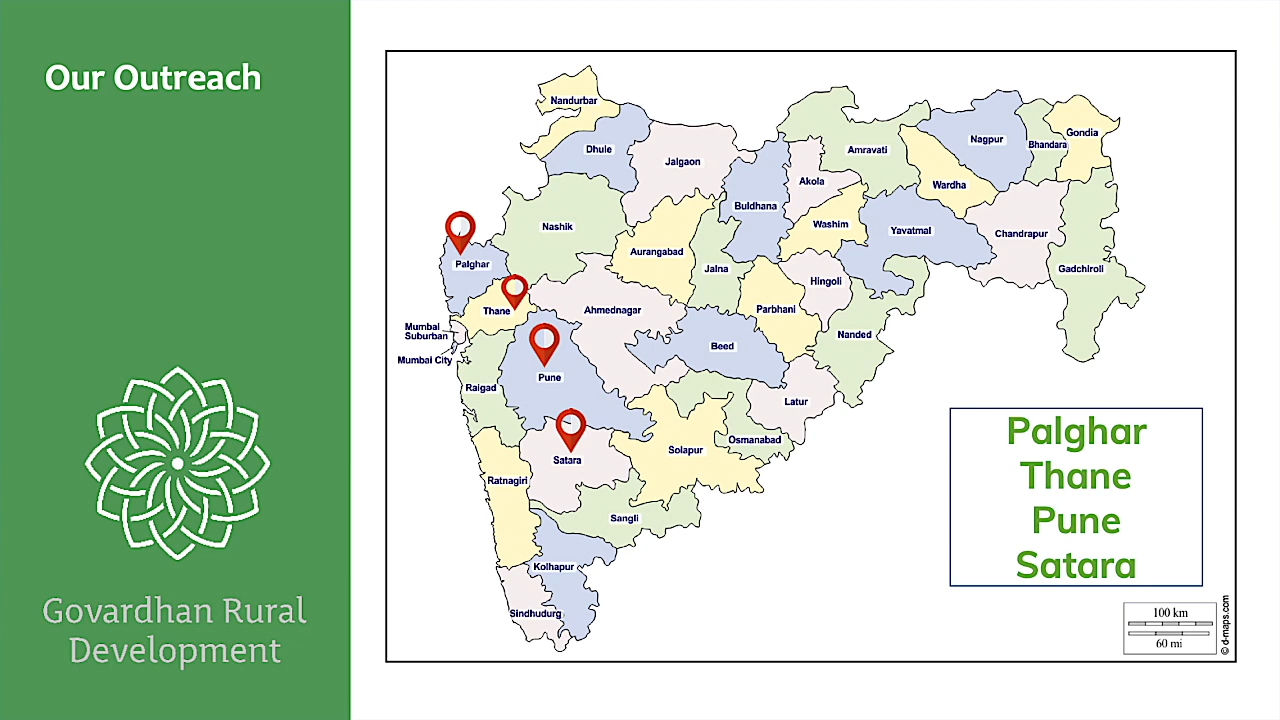 Our Outreach
Govardhan Rural
Development
Nandurbar
Dhule
Jalgaon
Amravati
Nagpur
Bhandara
Gondia
Akola
Wardha
Buldhana
Nashik
Washim
Yavatmal
Chandrapur
Aurangabad
Jalna
Gadchiroli
Palghar
Hingoli
Thane
Ahmednagar
Parbhani
Mumbai
Suburban
Nanded
Beed
Mumbai City
Pune
Raigad
Latur
Osmanabad
Solapur
Satara
Ratnagiri
Sangli
Kolhapur
Sindhudurg
Palghar
Thane
Pune
Satara
100 km
60 mi
© d-maps.com